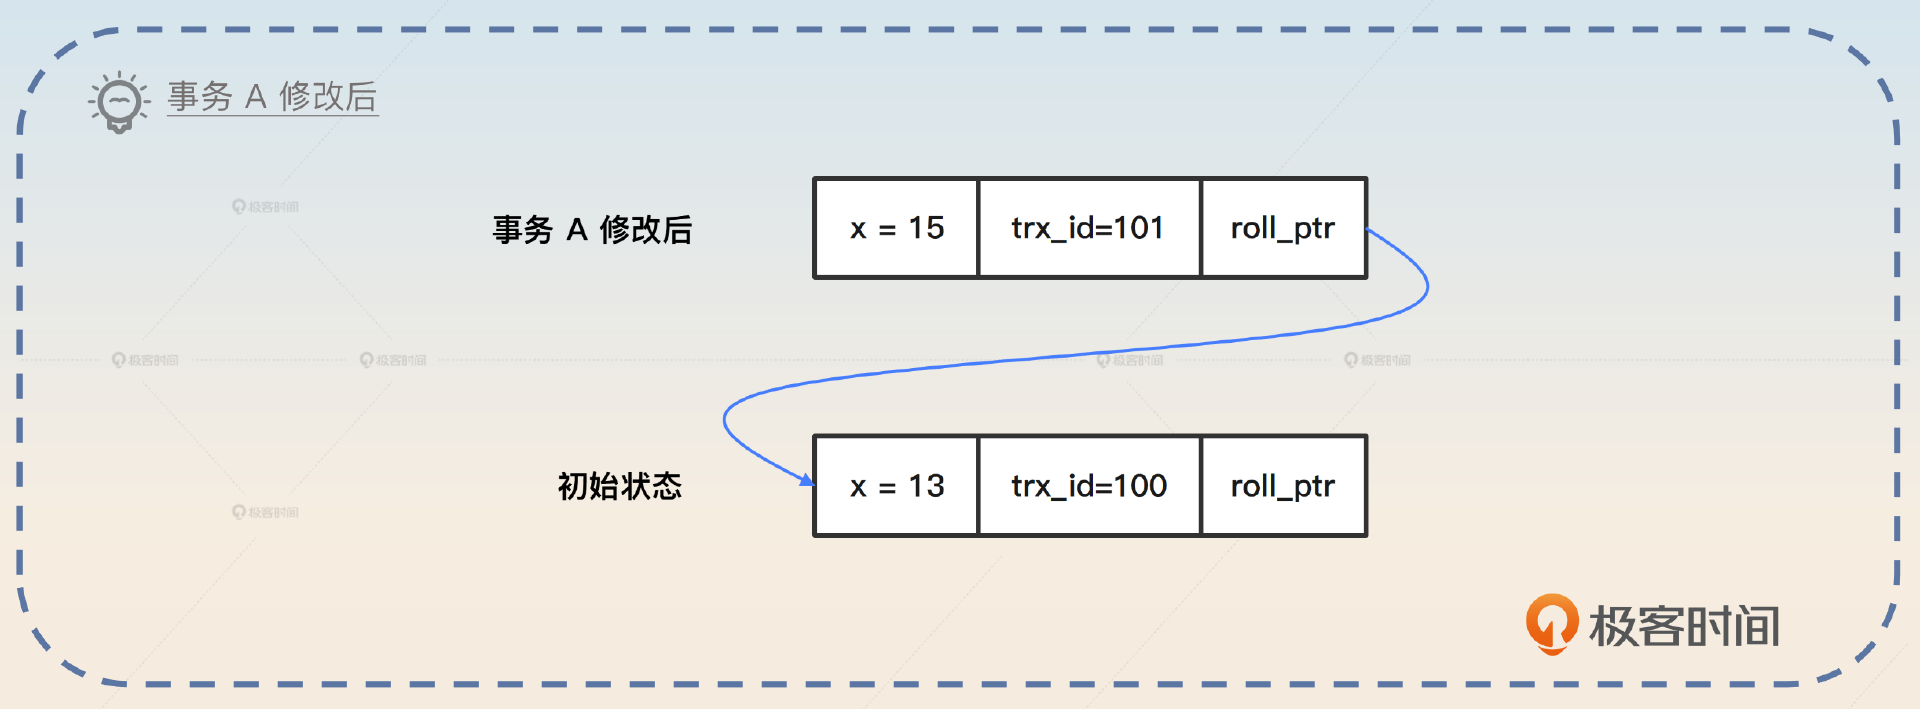 事务 A 修改后
极客时间
事务 A 修改后
x = 15
trx_id=101
roll_ptr
极客时间
极客时间
极客时间
极客时间
初始状态
x = 13
trx_id=100
roll_ptr
极客时间
极客时间